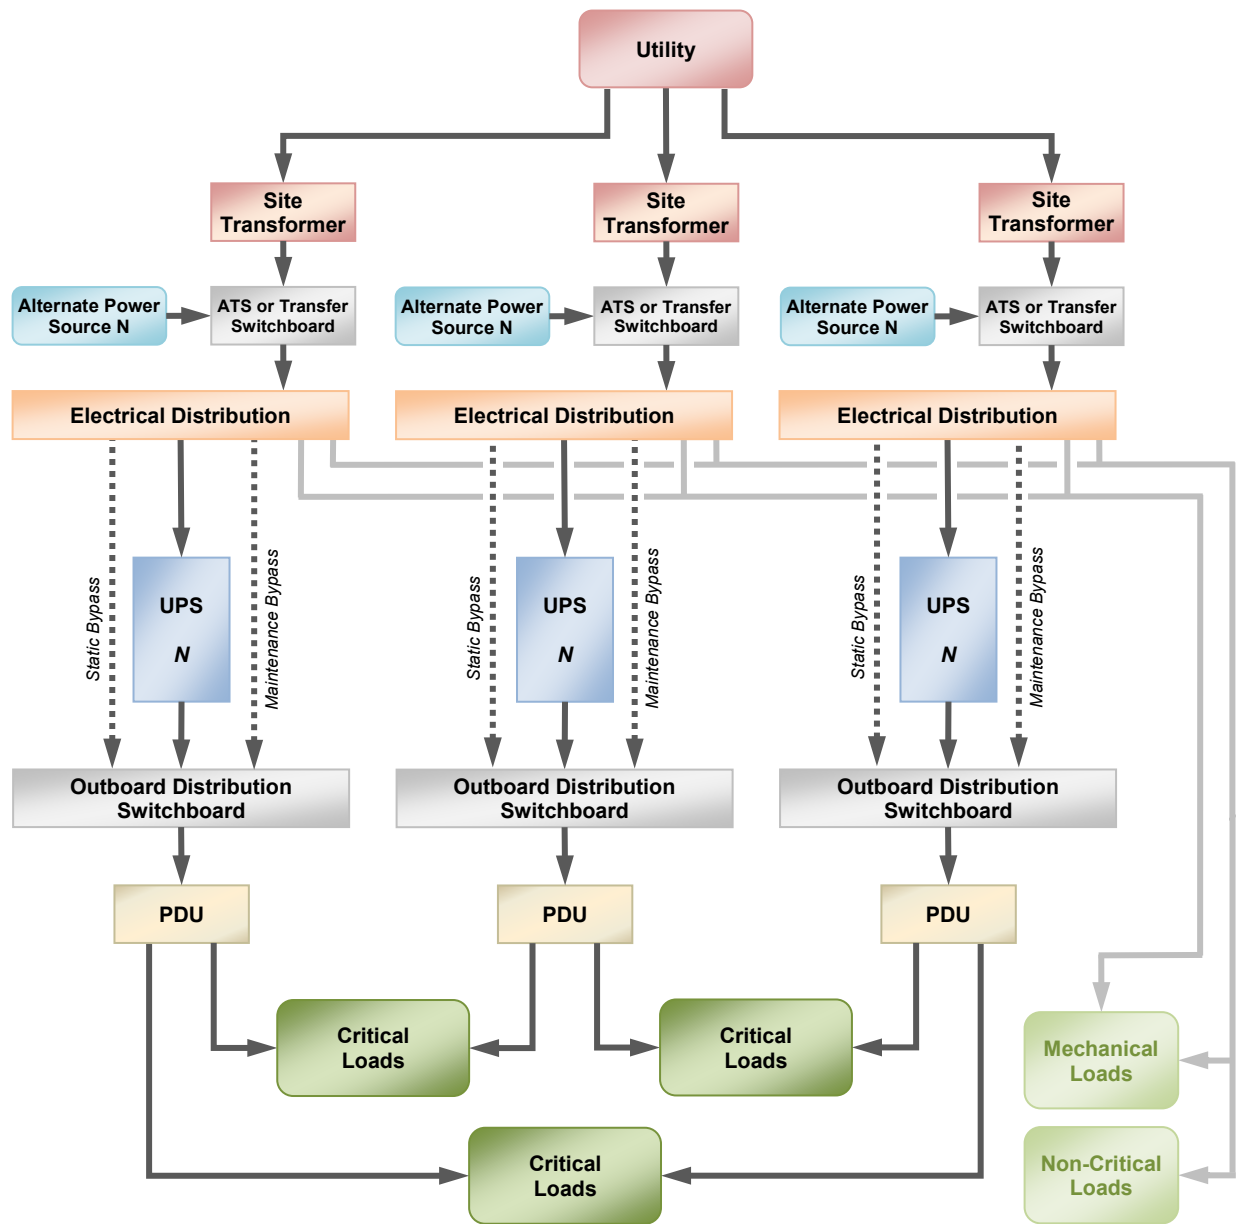 Utility
Site
Transformer
Site
Transformer
Site
Transformer
Alternate Power
Source N
ATS or Transfer
Switchboard
Alternate Power
Source N
ATS or Transfer
Switchboard
Alternate Power
Source N
ATS or Transfer
Switchboard
Electrical Distribution
Electrical Distribution
Electrical Distribution
Static Bypass
UPS
N
Maintenance Bypass
Static Bypass
UPS
N
Maintenance Bypass
Static Bypass
UPS
N
Maintenance Bypass
Outboard Distribution
Switchboard
Outboard Distribution
Switchboard
Outboard Distribution
Switchboard
PDU
PDU
PDU
Critical
Loads
Critical
Loads
Mechanical
Loads
Critical
Loads
Non-Critical
Loads